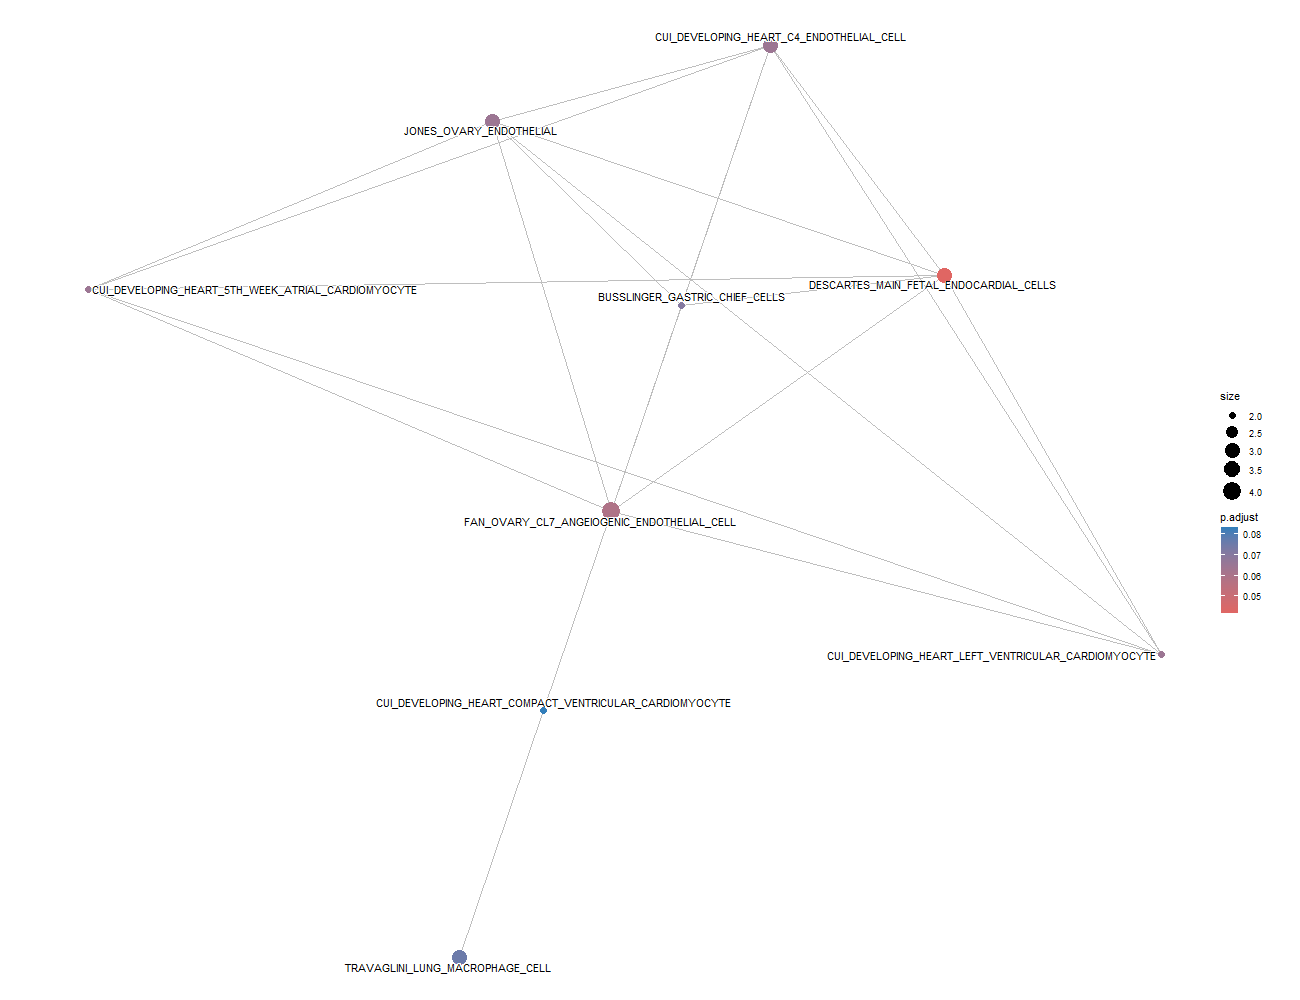 CUI_DEVELOPING_HEART_C4_ENDOTHELIAL_CELL
JONES_OVARY_ENDOTHELIAL
CUI_DEVELOPING_HEART_5TH_WEEK_ATRIAL_CARDIOMYOCYTE
BUSSLINGER_GASTRIC_CHIEF_CELLS
DESCARTES_MAIN_FETAL_ENDOCARDIAL_CELLS
size
2.0
2.5
3.0
3.5
4.0
p.adjust
0.08
0.07
0.06
0.05
FAN_OVARY_CL7_ANGEIOGENIC_ENDOTHELIAL_CELL
CUI_DEVELOPING_HEART_LEFT_VENTRICULAR_CARDIOMYOCYTE
CUI_DEVELOPING_HEART_COMPACT_VENTRICULAR_CARDIOMYOCYTE
TRAVAGLINI_LUNG_MACROPHAGE_CELL